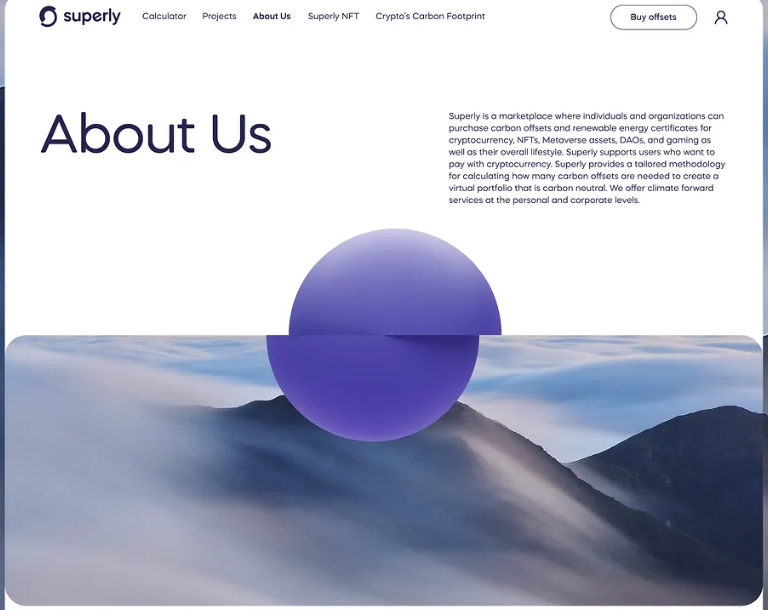 superly
Calculator
Projects
About Us
Superly NFT
Crypto's Carbon Footprint
Buy offsets
About Us
Superly is a marketplace where individuals and organizations can
purchase carbon offsets and renewable energy certificates for
cryptocurrency, NFTs, Metaverse assets, DAOs, and gaming as
well as their overall lifestyle. Superly supports users who want to
pay with cryptocurrency. Superly provides a tailored methodology
for calculating how many carbon offsets are needed to create a
virtual portfolio that is carbon neutral. We offer climate forward
services at the personal and corporate levels.